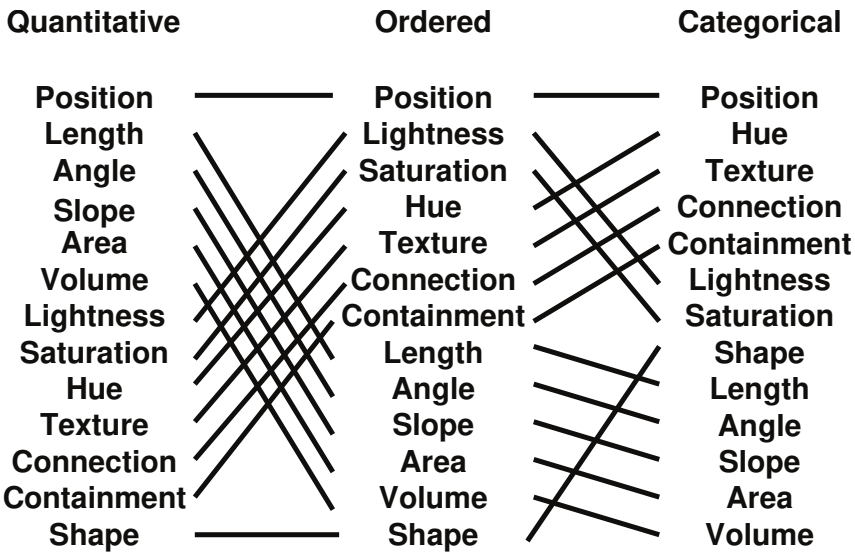 Quantitative Ordered Categorical
Position Position Position
Length Lightness Hue
Angle Saturation Texture
Slope Hue Connection
Area Texture Containment
Volume Connection Lightness
Lightness Containment Saturation
Saturation Length Shape
Hue Angle Length
Texture Slope Angle
Connection Area Slope
Containment Volume Area
Shape Shape Volume